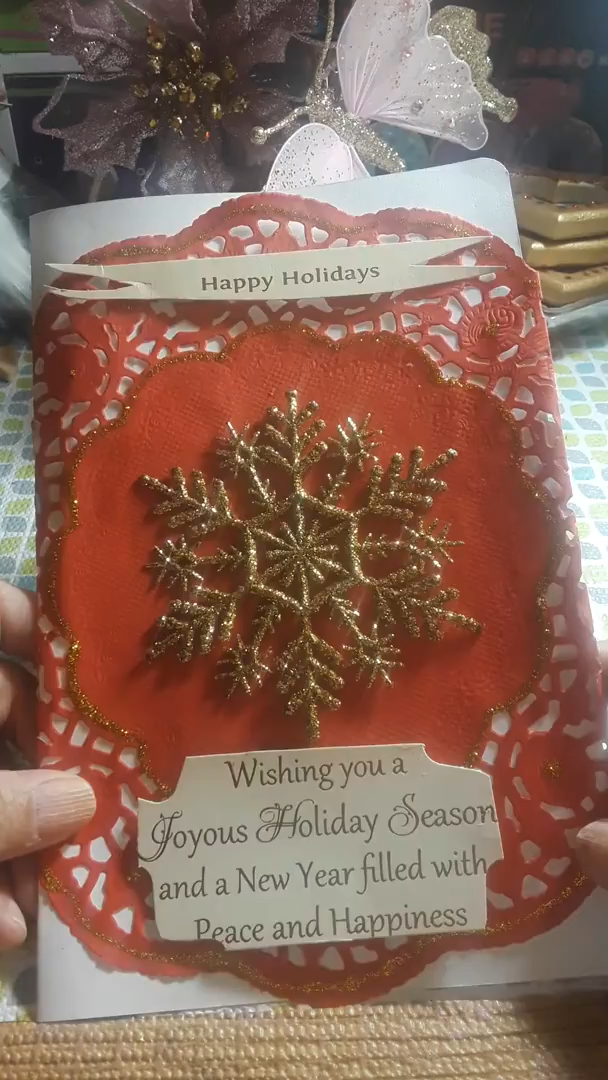 Happy Holidays
Wishing you a
Joyous Holiday Season
and a New Year filled with
Peace and Happiness